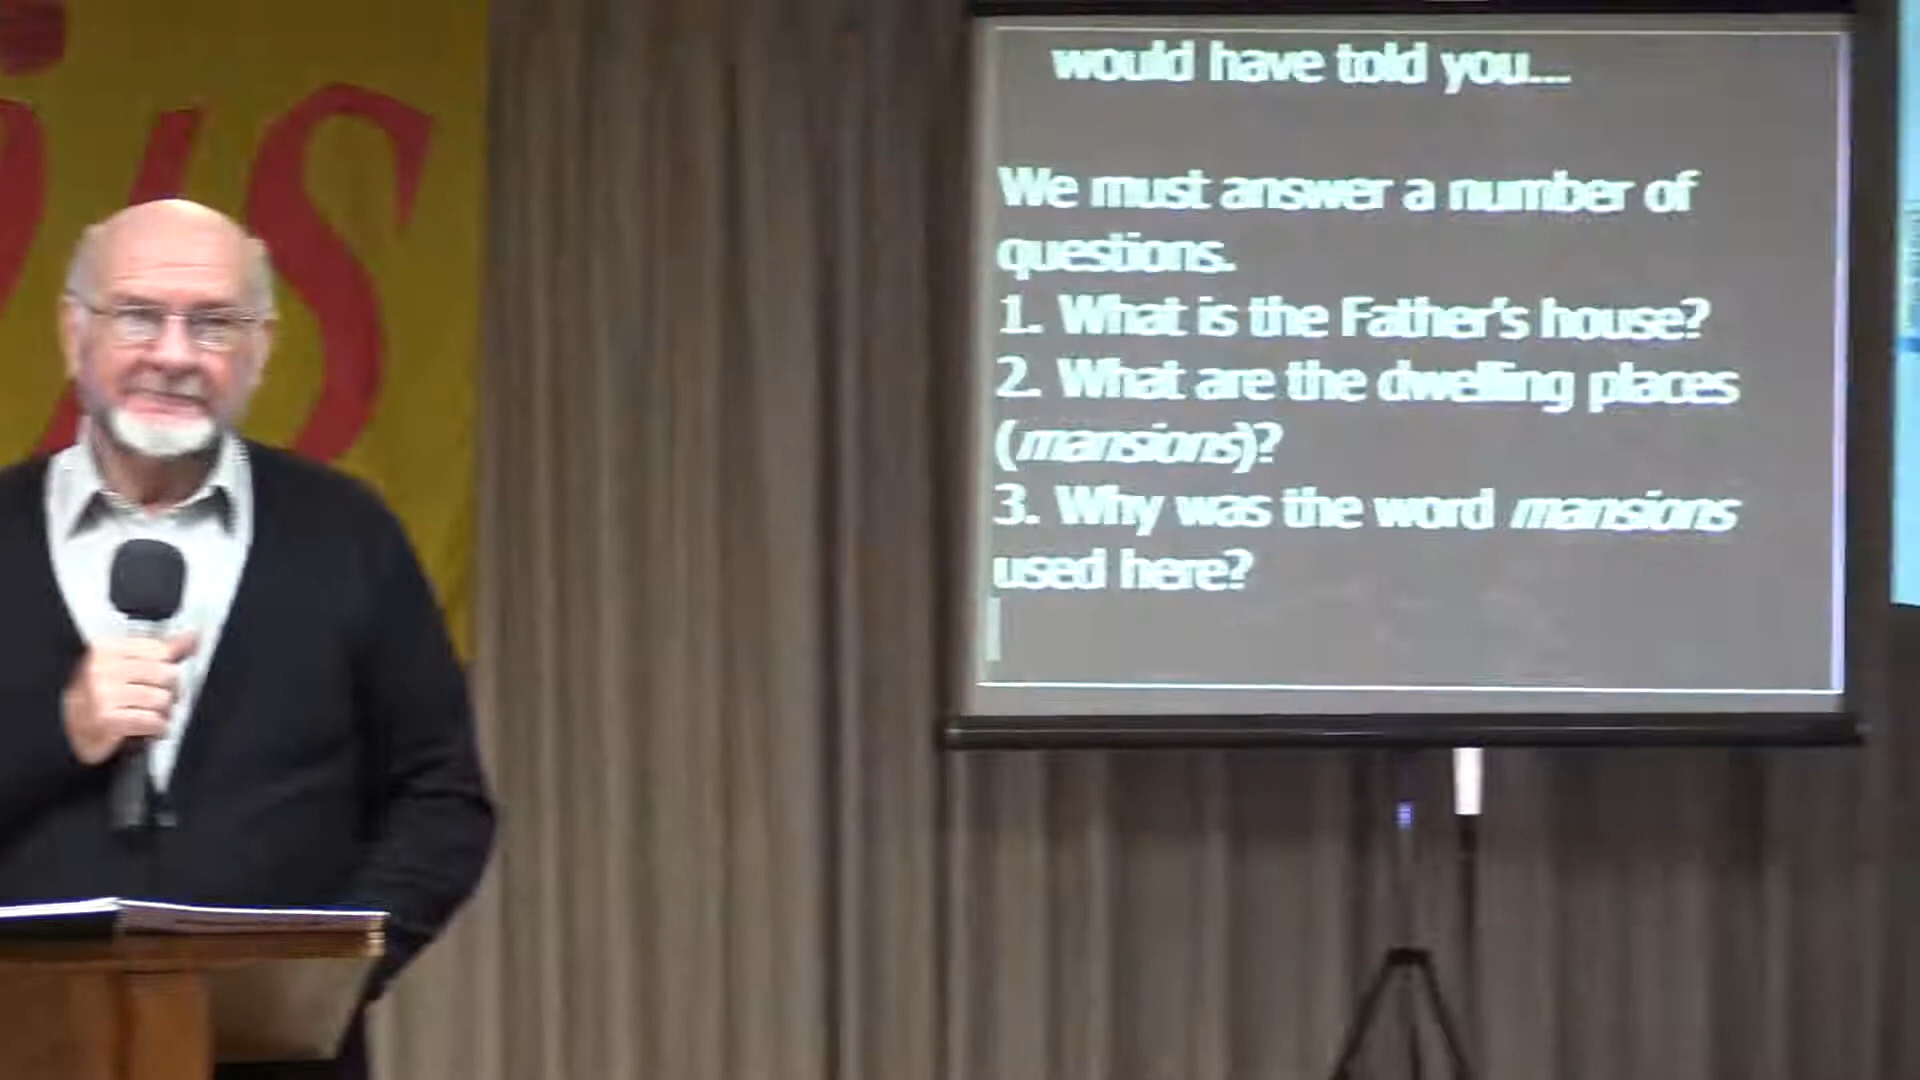 is
would have told you...
We must answer a number of
questions.
1. What is the Father's house?
2. What are the dwelling places
(mansions)?
3. Why was the word mansions
used here?